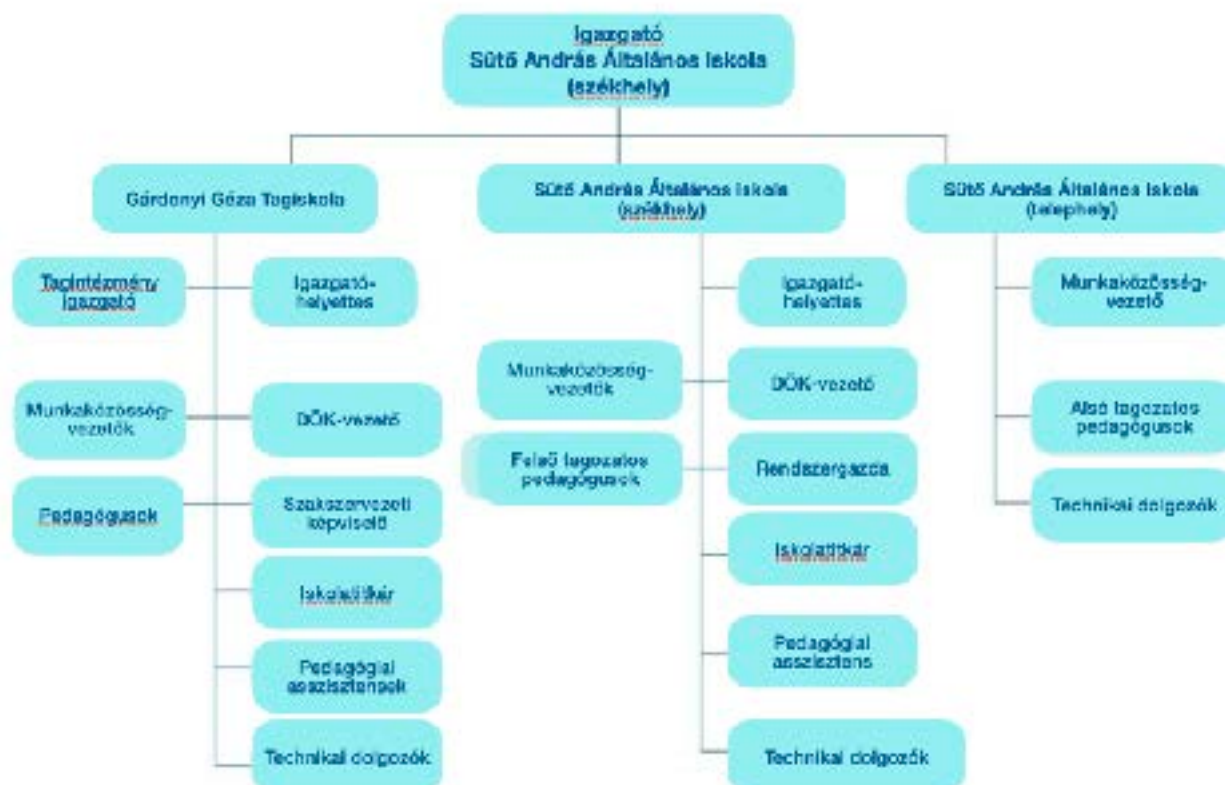 Igazgató
Sütő András Általános Iskola
(székhely)
Gárdonyi Géza Tagiskola
Sütő András Általános Iskola
(székhely)
Sütő András Általános Iskola
(telephely)
Tagintézmény
igazgató
Igazgató-
helyettes
Igazgató-
helyettes
Munkaközösség-
vezető
Munkaközösség-
vezetők
DÖK-vezető
Munkaközösség-
vezetők
DÖK-vezető
Alsó tagozatos
pedagógusok
Pedagógusok
Szakszervezeti
képviselő
Felső tagozatos
pedagógusok
Rendszergazda
Technikai dolgozók
Iskolatitkár
Iskolatitkár
Pedagógiai
asszisztensek
Pedagógiai
asszisztens
Technikai dolgozók
Technikai dolgozók